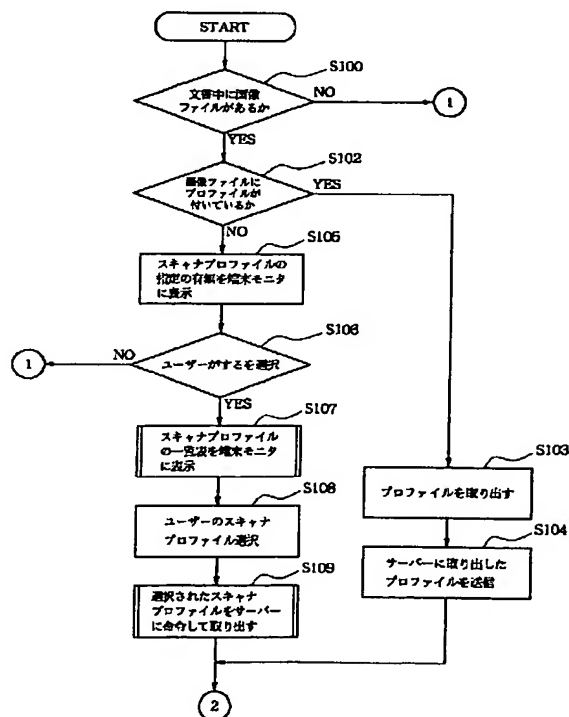 START
S100
文書中に画像
ファイルがあるか
NO
1
YES
S102
画像ファイルに
プロファイルが
付いているか
YES
NO
S105
スキャナプロファイルの
指定の有無を端末モニタ
に表示
S106
ユーザーがするを選択
NO
1
YES
S107
スキャナプロファイル
の一覧表を端末モニタ
に表示
S103
プロファイルを取り出す
S108
ユーザーのスキャナ
プロファイル選択
S104
サーバーに取り出した
プロファイルを送信
S109
選択されたスキャナ
プロファイルをサーバー
に命令して取り出す
2